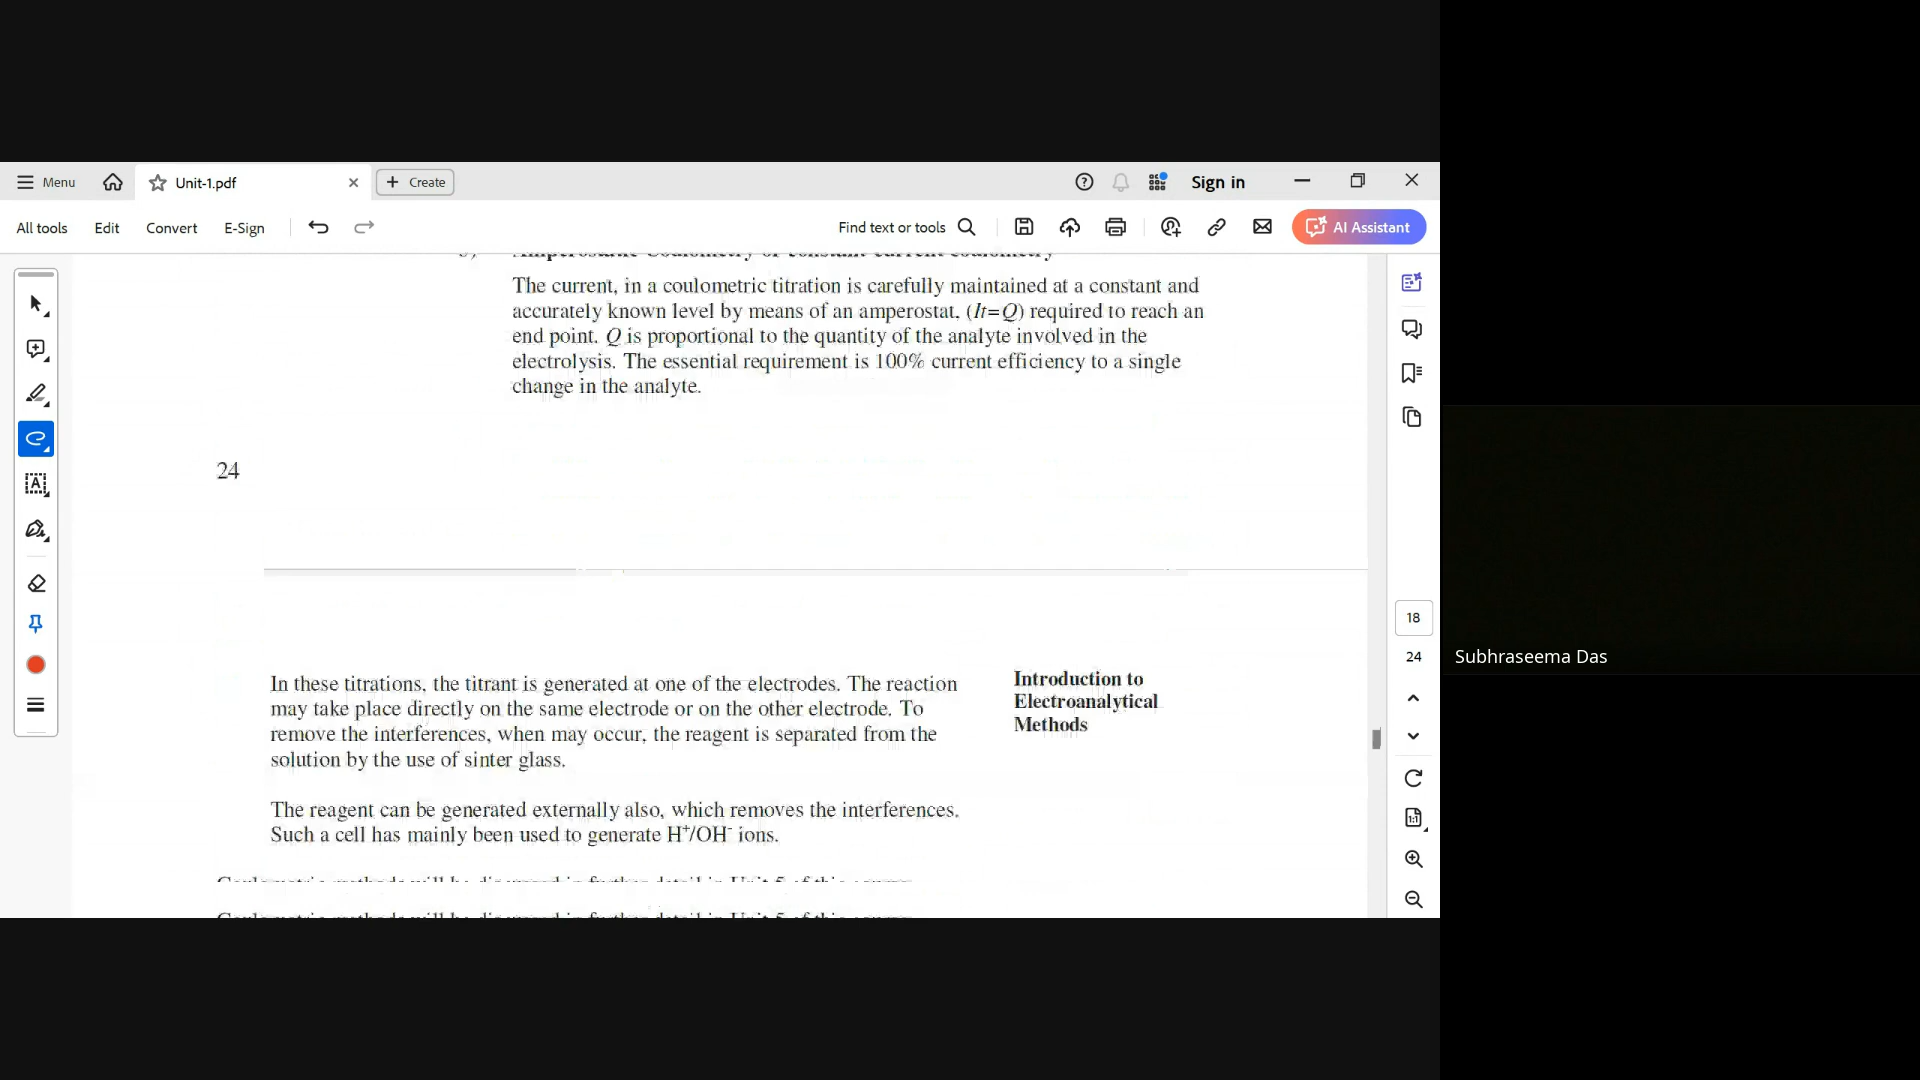 Menu
Unit-1.pdf
Create
Sign in
All tools
Edit
Convert
E-Sign
Find text or tools
AI Assistant
Amperostatic Coulometry or constant current coulometry
The current, in a coulometric titration is carefully maintained at a constant and
accurately known level by means of an amperostat, (It=Q) required to reach an
end point. Q is proportional to the quantity of the analyte involved in the
electrolysis. The essential requirement is 100% current efficiency to a single
change in the analyte.
24
In these titrations, the titrant is generated at one of the electrodes. The reaction
may take place directly on the same electrode or on the other electrode. To
remove the interferences, when may occur, the reagent is separated from the
solution by the use of sinter glass.
The reagent can be generated externally also, which removes the interferences.
Such a cell has mainly been used to generate H⁺/OH⁻ ions.
Introduction to
Electroanalytical
Methods
18
24
Subhraseema Das